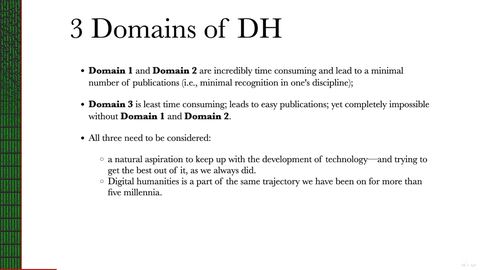 3 Domains of DH
• Domain 1 and Domain 2 are incredibly time consuming and lead to a minimal
number of publications (i.e., minimal recognition in one's discipline);
• Domain 3 is least time consuming; leads to easy publications; yet completely impossible
without Domain 1 and Domain 2.
• All three need to be considered:
○ a natural aspiration to keep up with the development of technology—and trying to
get the best out of it, as we always did.
○ Digital humanities is a part of the same trajectory we have been on for more than
five millennia.